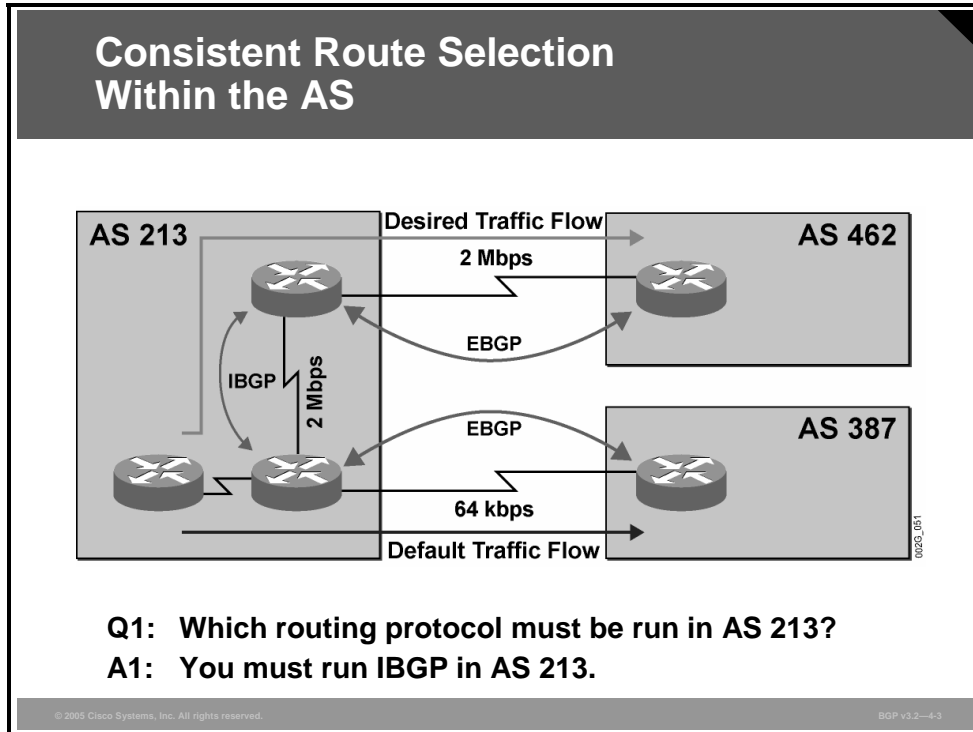 Consistent Route Selection
Within the AS
AS 213
Desired Traffic Flow
2 Mbps
AS 462
EBGP
IBGP
2 Mbps
EBGP
AS 387
64 kbps
Default Traffic Flow
002G_051
Q1: Which routing protocol must be run in AS 213?
A1: You must run IBGP in AS 213.
© 2005 Cisco Systems, Inc. All rights reserved.
BGP v3.2—4-3